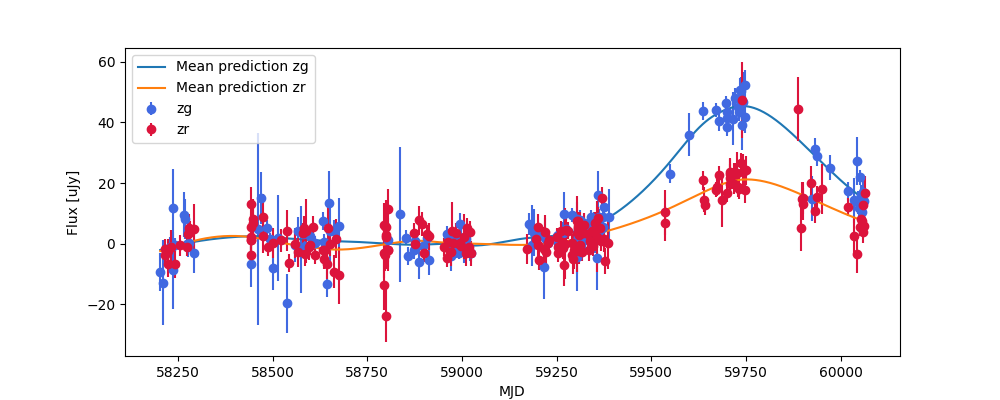 Mean prediction zg
Mean prediction zr
zg
zr
Flux [uJy]
60
40
20
0
−20
58250 58500 58750 59000 59250 59500 59750 60000
MJD